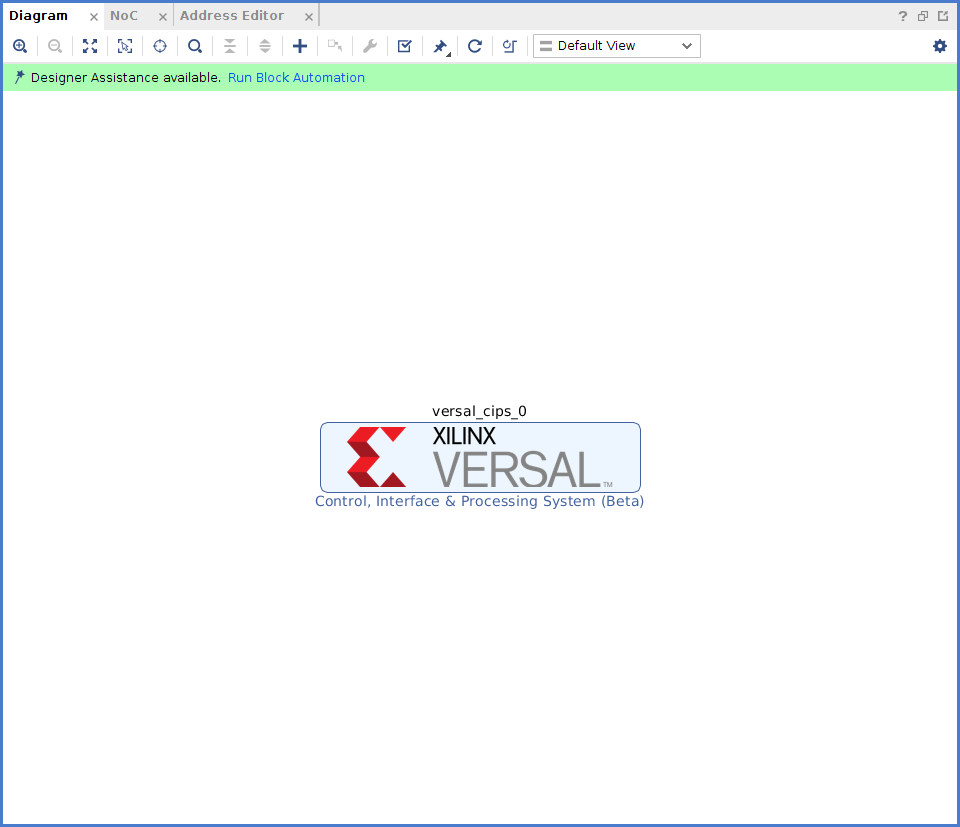 Diagram NoC Address Editor ?
Default View
Designer Assistance available. Run Block Automation
versal_cips_0
XILINX
VERSAL™
Control, Interface & Processing System (Beta)